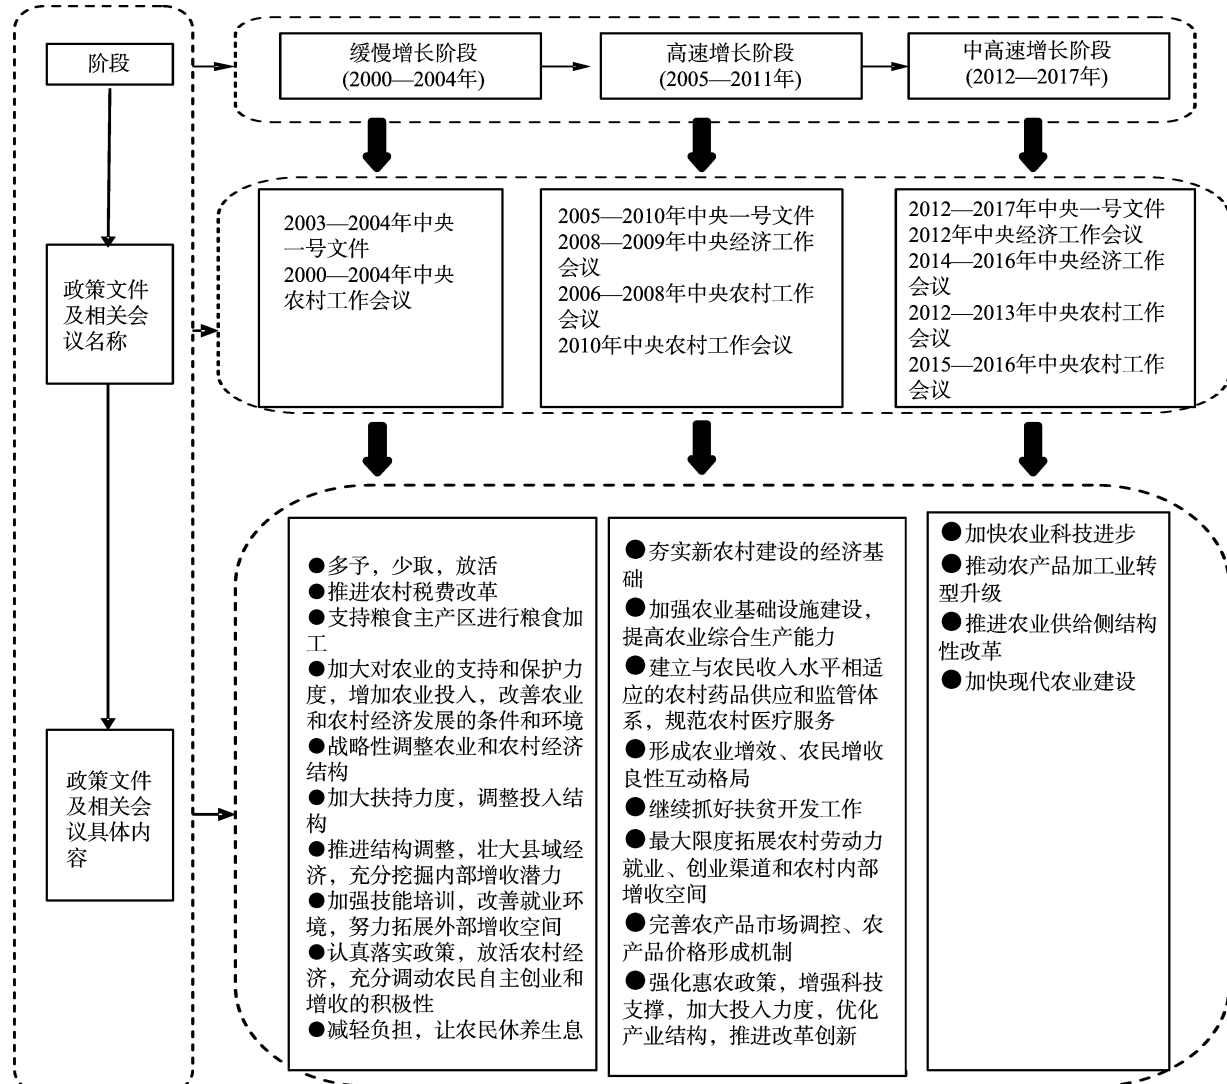 阶段
缓慢增长阶段
(2000—2004年)
高速增长阶段
(2005—2011年)
中高速增长阶段
(2012—2017年)
政策文件
及相关会
议名称
2003—2004年中央
一号文件
2000—2004年中央
农村工作会议
2005—2010年中央一号文件
2008—2009年中央经济工作
会议
2006—2008年中央农村工作
会议
2010年中央农村工作会议
2012—2017年中央一号文件
2012年中央经济工作会议
2014—2016年中央经济工作
会议
2012—2013年中央农村工作
会议
2015—2016年中央农村工作
会议
政策文件
及相关会
议具体内
容
●多予，少取，放活
●推进农村税费改革
●支持粮食主产区进行粮食加
工
●加大对农业的支持和保护力
度，增加农业投入，改善农业
和农村经济发展的条件和环境
●战略性调整农业和农村经济
结构
●加大扶持力度，调整投入结
构
●推进结构调整，壮大县域经
济，充分挖掘内部增收潜力
●加强技能培训，改善就业环
境，努力拓展外部增收空间
●认真落实政策，放活农村经
济，充分调动农民自主创业和
增收的积极性
●减轻负担，让农民休养生息
●夯实新农村建设的经济基
础
●加强农业基础设施建设，
提高农业综合生产能力
●建立与农民收入水平相适
应的农村药品供应和监管体
系，规范农村医疗服务
●形成农业增效、农民增收
良性互动格局
●继续抓好扶贫开发工作
●最大限度拓展农村劳动力
就业、创业渠道和农村内部
增收空间
●完善农产品市场调控、农
产品价格形成机制
●强化惠农政策，增强科技
支撑，加大投入力度，优化
产业结构，推进改革创新
●加快农业科技进步
●推动农产品加工业转
型升级
●推进农业供给侧结构
性改革
●加快现代农业建设